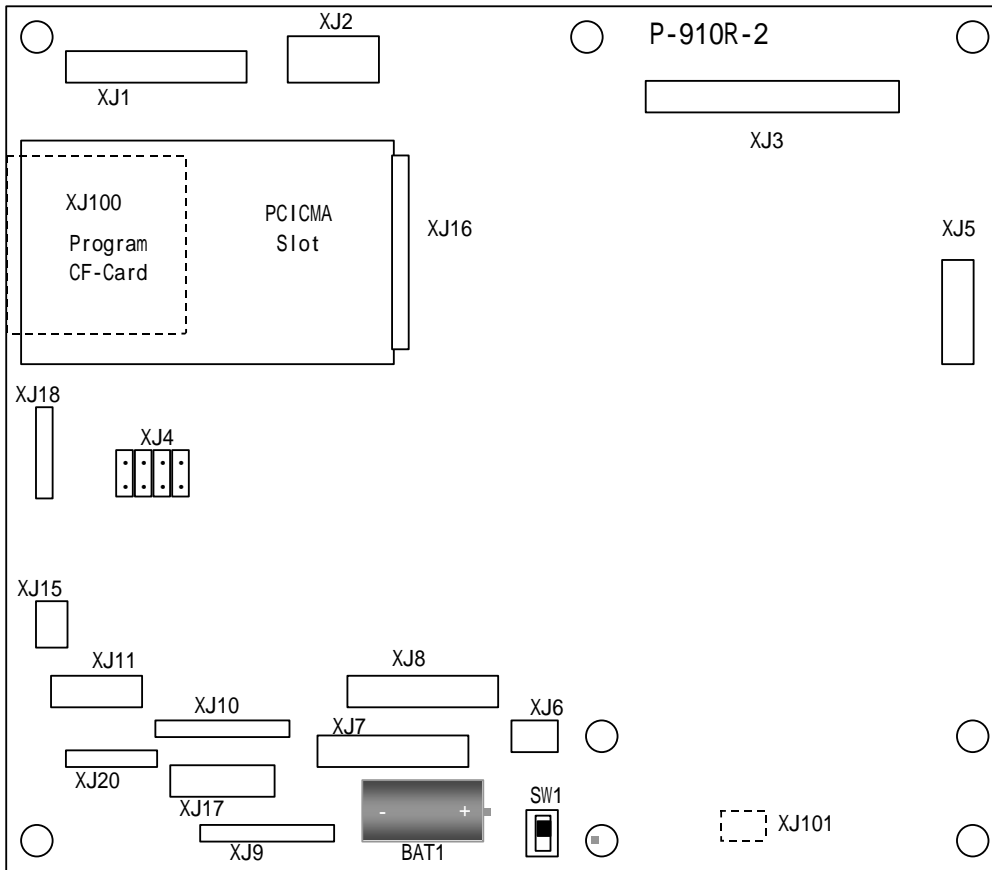 XJ2
P-910R-2
XJ1
XJ3
XJ100
Program
CF-Card
PCICMA
Slot
XJ16
XJ5
XJ18
XJ4
XJ15
XJ11
XJ8
XJ10
XJ6
XJ7
XJ20
XJ17
- +
SW1
XJ101
XJ9
BAT1